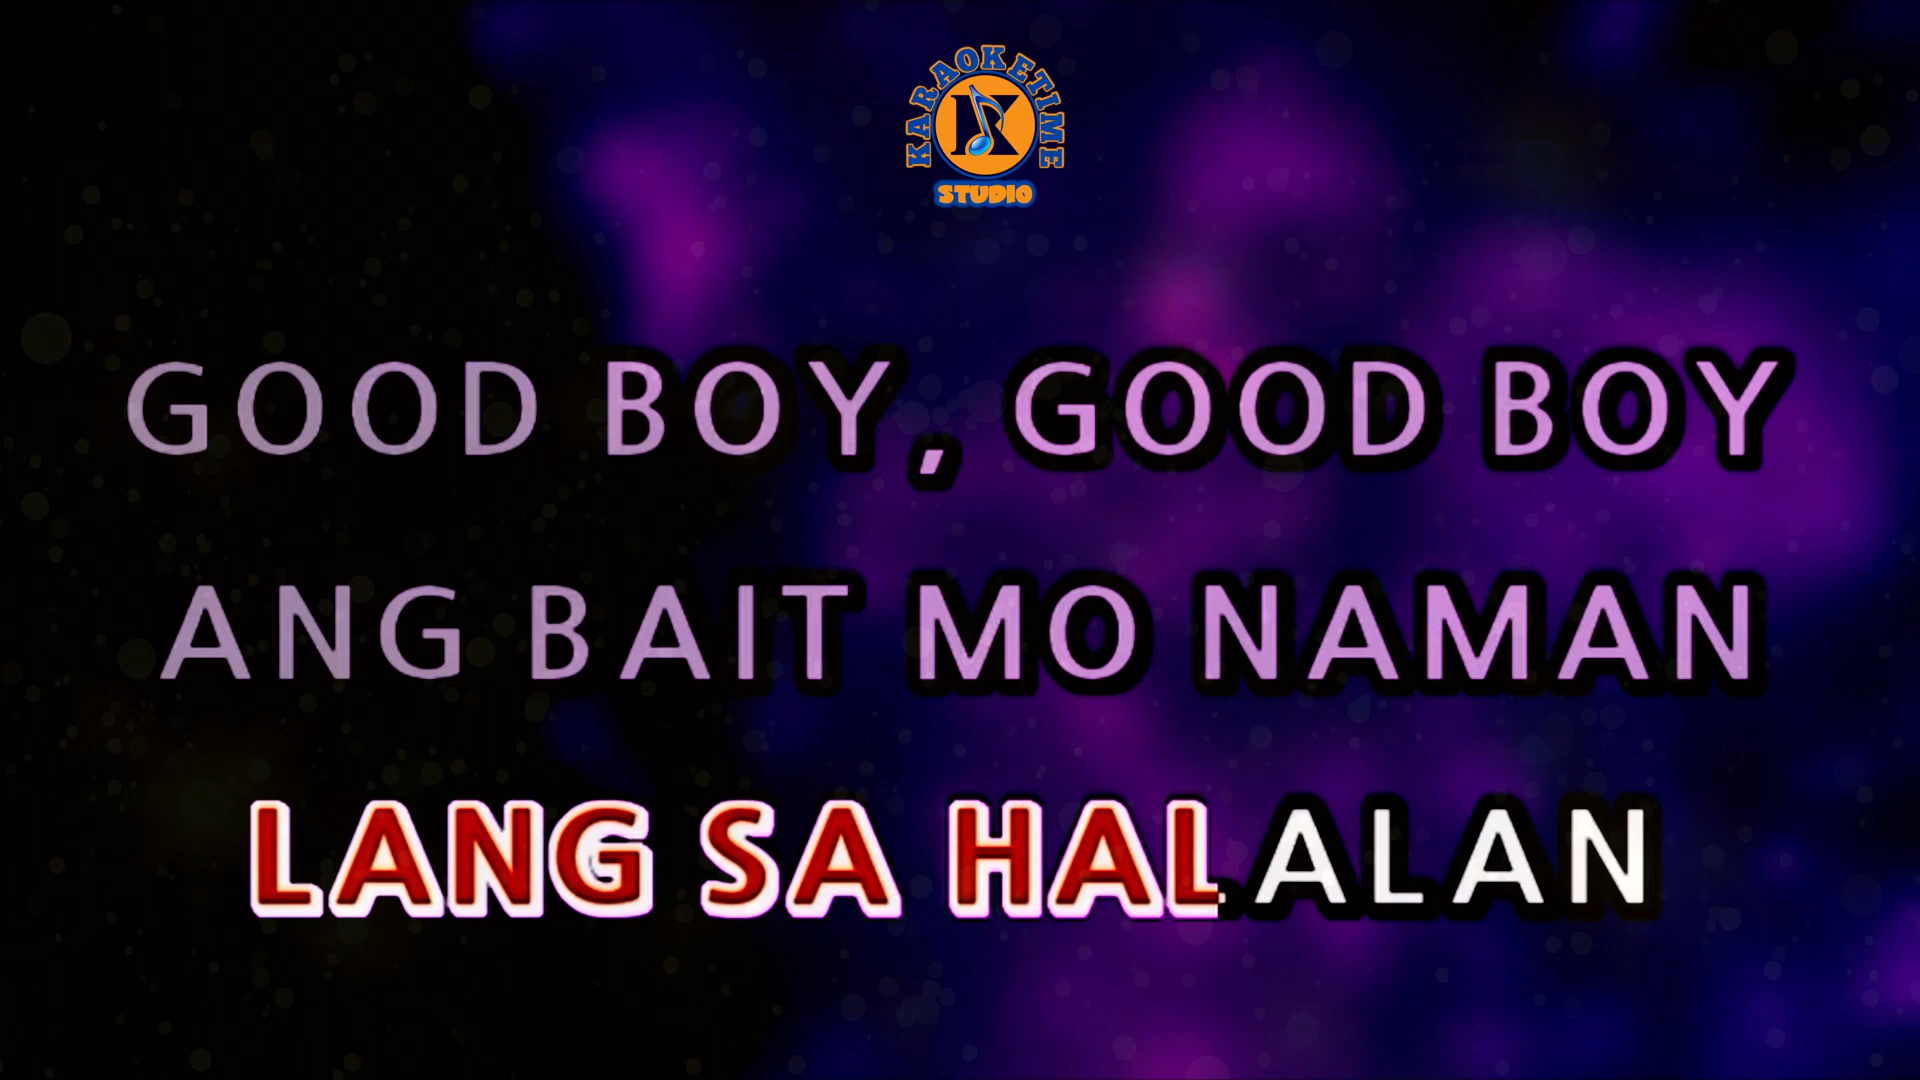 KARAOKETIME
K
STUDIO
GOOD BOY, GOOD BOY
ANG BAIT MO NAMAN
LANG SA HALALAN